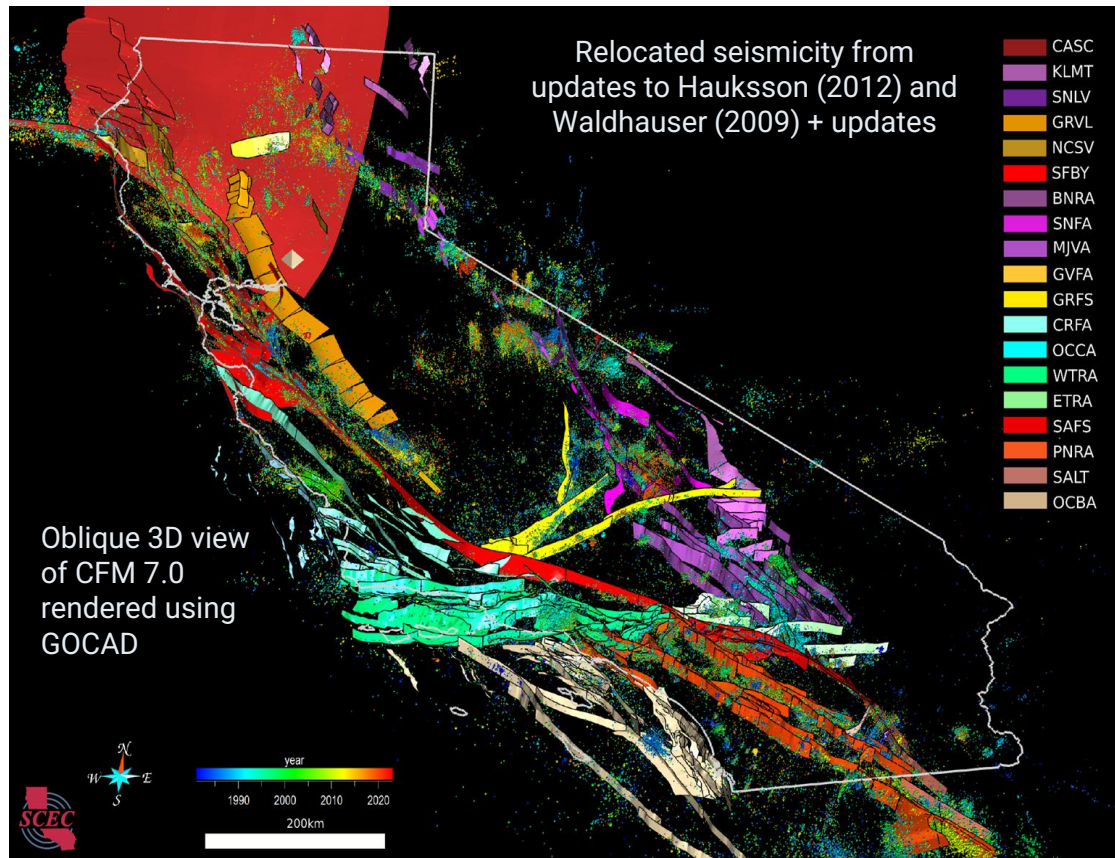 Relocated seismicity from
updates to Hauksson (2012) and
Waldhauser (2009) + updates
CASC
KLMT
SNLV
GRVL
NCSV
SFBY
BNRA
SNFA
MJVA
GVFA
GRFS
CRFA
OCCA
WTRA
ETRA
SAFS
PNRA
SALT
OCBA
Oblique 3D view
of CFM 7.0
rendered using
GOCAD
N
W E
S
year
1990 2000 2010 2020
200km
SCEC